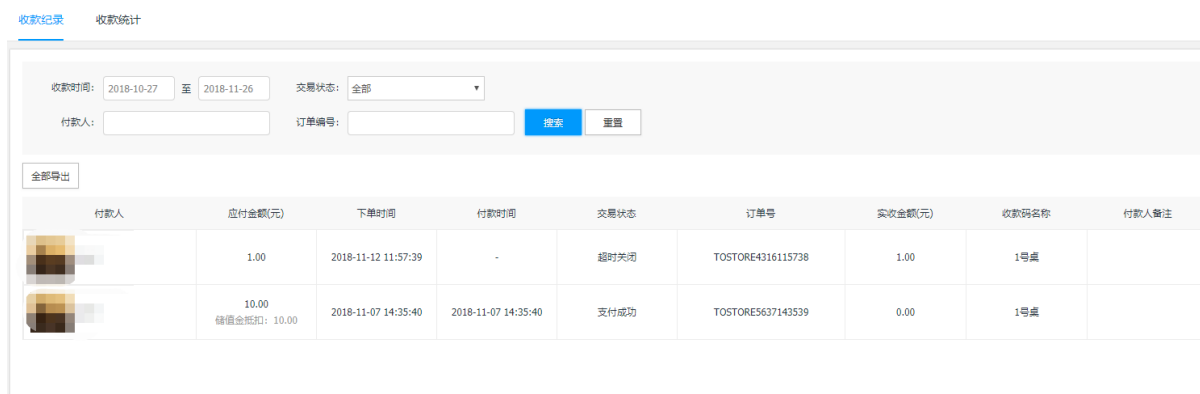 收款纪录 收款统计
收款时间： 2018-10-27 至 2018-11-26 交易状态： 全部
付款人： 订单编号： 搜索 重置
全部导出
付款人 应付金额(元) 下单时间 付款时间 交易状态 订单号 实收金额(元) 收款码名称 付款人备注
1.00 2018-11-12 11:57:39 - 超时关闭 TOSTORE4316115738 1.00 1号桌
10.00
储值金抵扣：10.00 2018-11-07 14:35:40 2018-11-07 14:35:40 支付成功 TOSTORE5637143539 0.00 1号桌